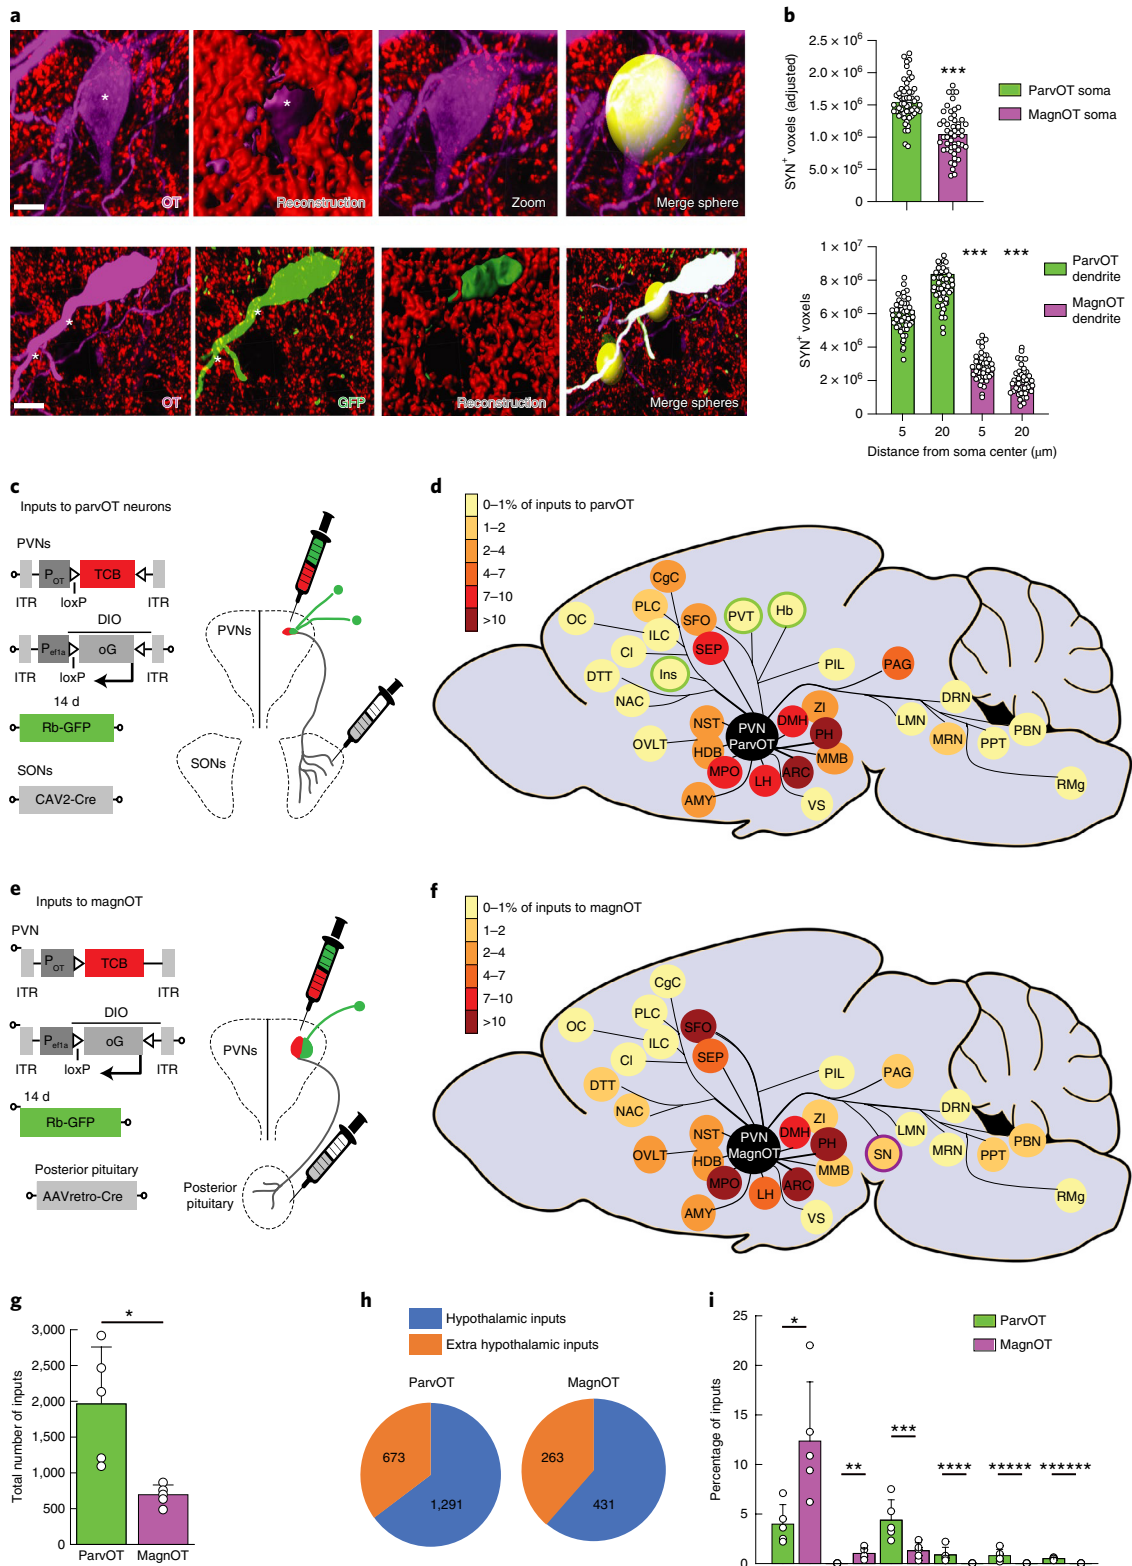 a
OT
Reconstruction
Zoom
Merge sphere
OT
GFP
Reconstruction
Merge spheres
b
SYN+ voxels (adjusted)
2.5 × 10⁶
2.0 × 10⁶
1.5 × 10⁶
1.0 × 10⁶
5.0 × 10⁵
0
***
ParvOT soma
MagnOT soma
SYN+ voxels
1 × 10⁷
8 × 10⁶
6 × 10⁶
4 × 10⁶
2 × 10⁶
0
*** ***
ParvOT
dendrite
MagnOT
dendrite
5 20 5 20
Distance from soma center (μm)
c
Inputs to parvOT neurons
PVNs
POT TCB
ITR loxP ITR
DIO
Pef1a oG
ITR loxP ITR
14 d
Rb-GFP
SONs
CAV2-Cre
PVNs
SONs
d
0–1% of inputs to parvOT
1–2
2–4
4–7
7–10
>10
CgC
PLC
SFO
PVT
Hb
OC
ILC
SEP
CI
Ins
PIL
PAG
DTT
NAC
DRN
NST
PVN
ParvOT
DMH
ZI
LMN
PBN
OVLT
HDB
PH
MRN
PPT
MPO
LH
ARC
MMB
AMY
VS
RMg
e
Inputs to magnOT
PVN
POT TCB
ITR ITR
DIO
Pef1a oG
ITR loxP ITR
14 d
Rb-GFP
Posterior pituitary
AAVretro-Cre
PVNs
Posterior
pituitary
f
0–1% of inputs to magnOT
1–2
2–4
4–7
7–10
>10
CgC
PLC
SFO
OC
ILC
SEP
CI
PIL
PAG
DTT
NAC
DRN
NST
PVN
MagnOT
DMH
ZI
LMN
PBN
OVLT
HDB
PH
SN
MRN
PPT
MPO
LH
ARC
MMB
AMY
VS
RMg
g
Total number of inputs
3,000
2,500
2,000
1,500
1,000
500
0
*
ParvOT MagnOT
h
Hypothalamic inputs
Extra hypothalamic inputs
ParvOT MagnOT
673
1,291
263
431
i
Percentage of inputs
25
20
15
10
5
0
ParvOT
MagnOT
*
**
***
****
*****
******